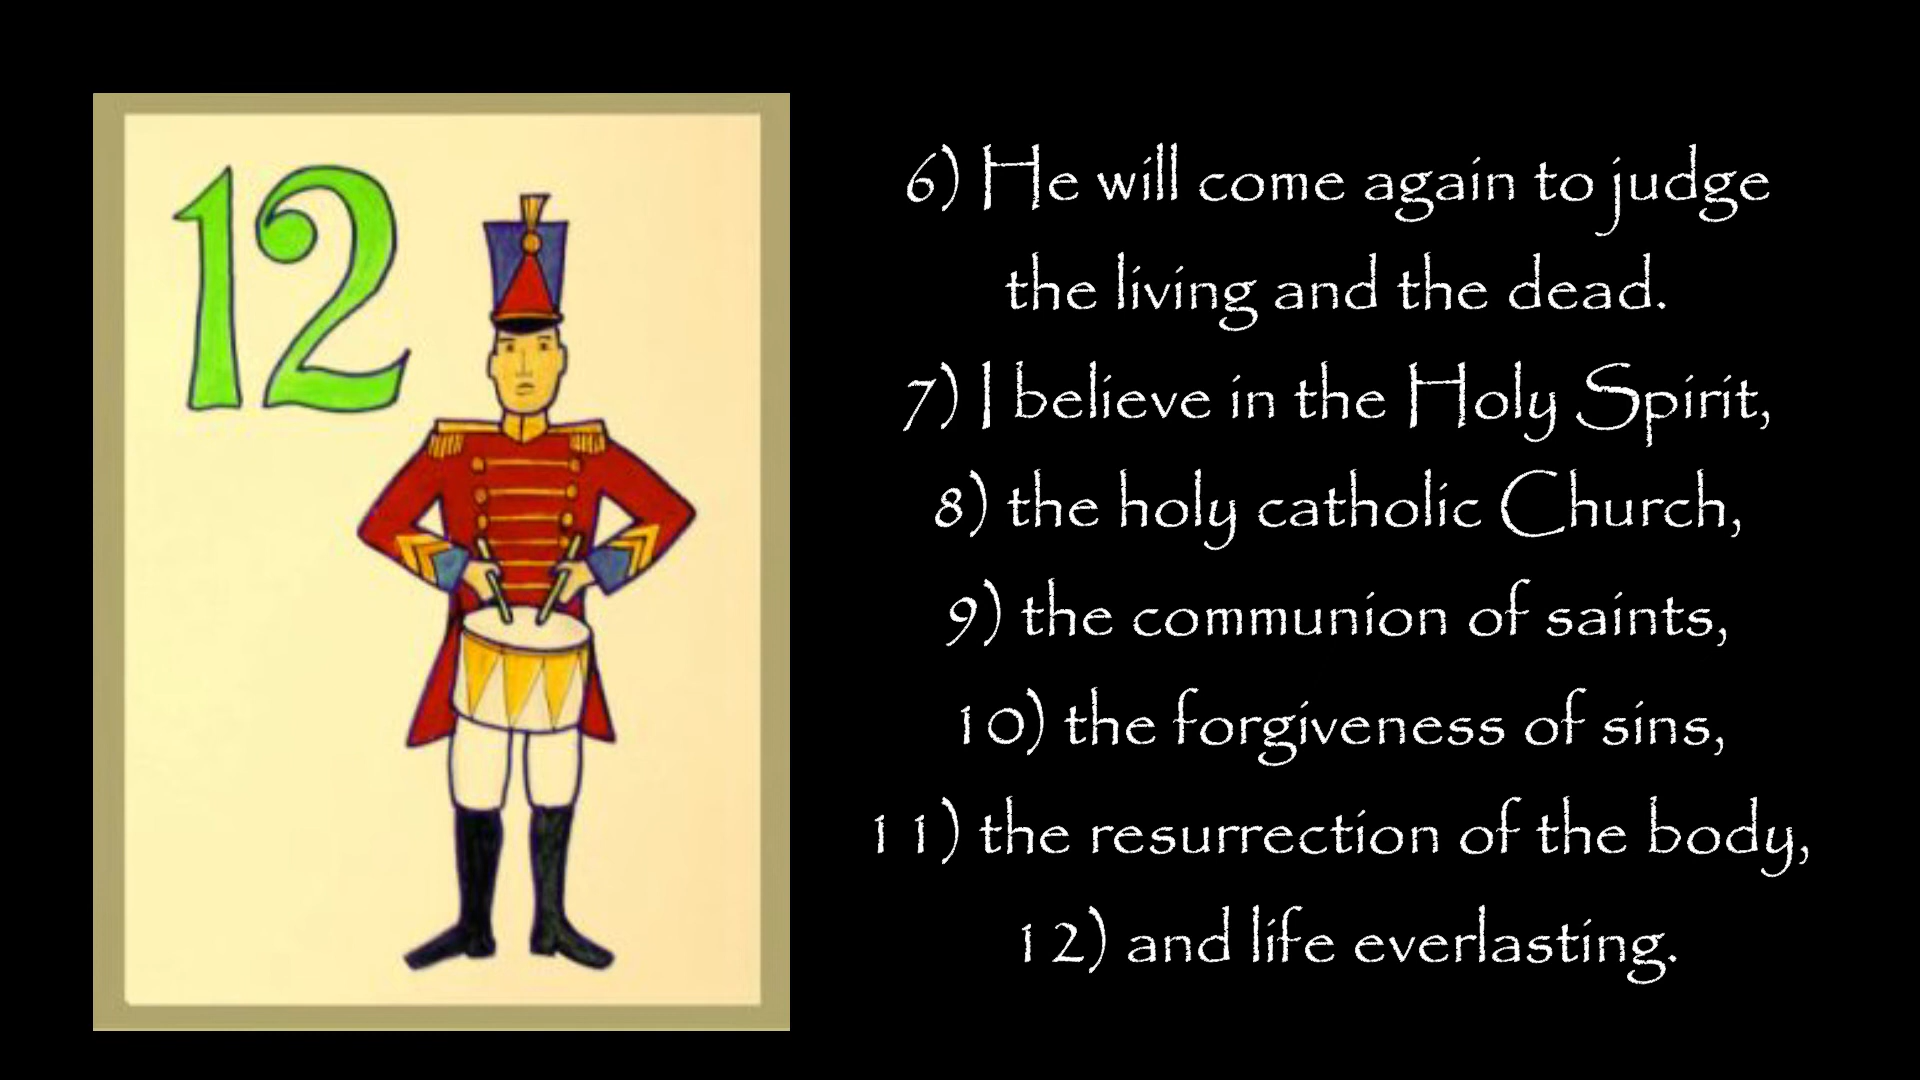 12
6) He will come again to judge
the living and the dead.
7) I believe in the Holy Spirit,
8) the holy catholic Church,
9) the communion of saints,
10) the forgiveness of sins,
11) the resurrection of the body,
12) and life everlasting.